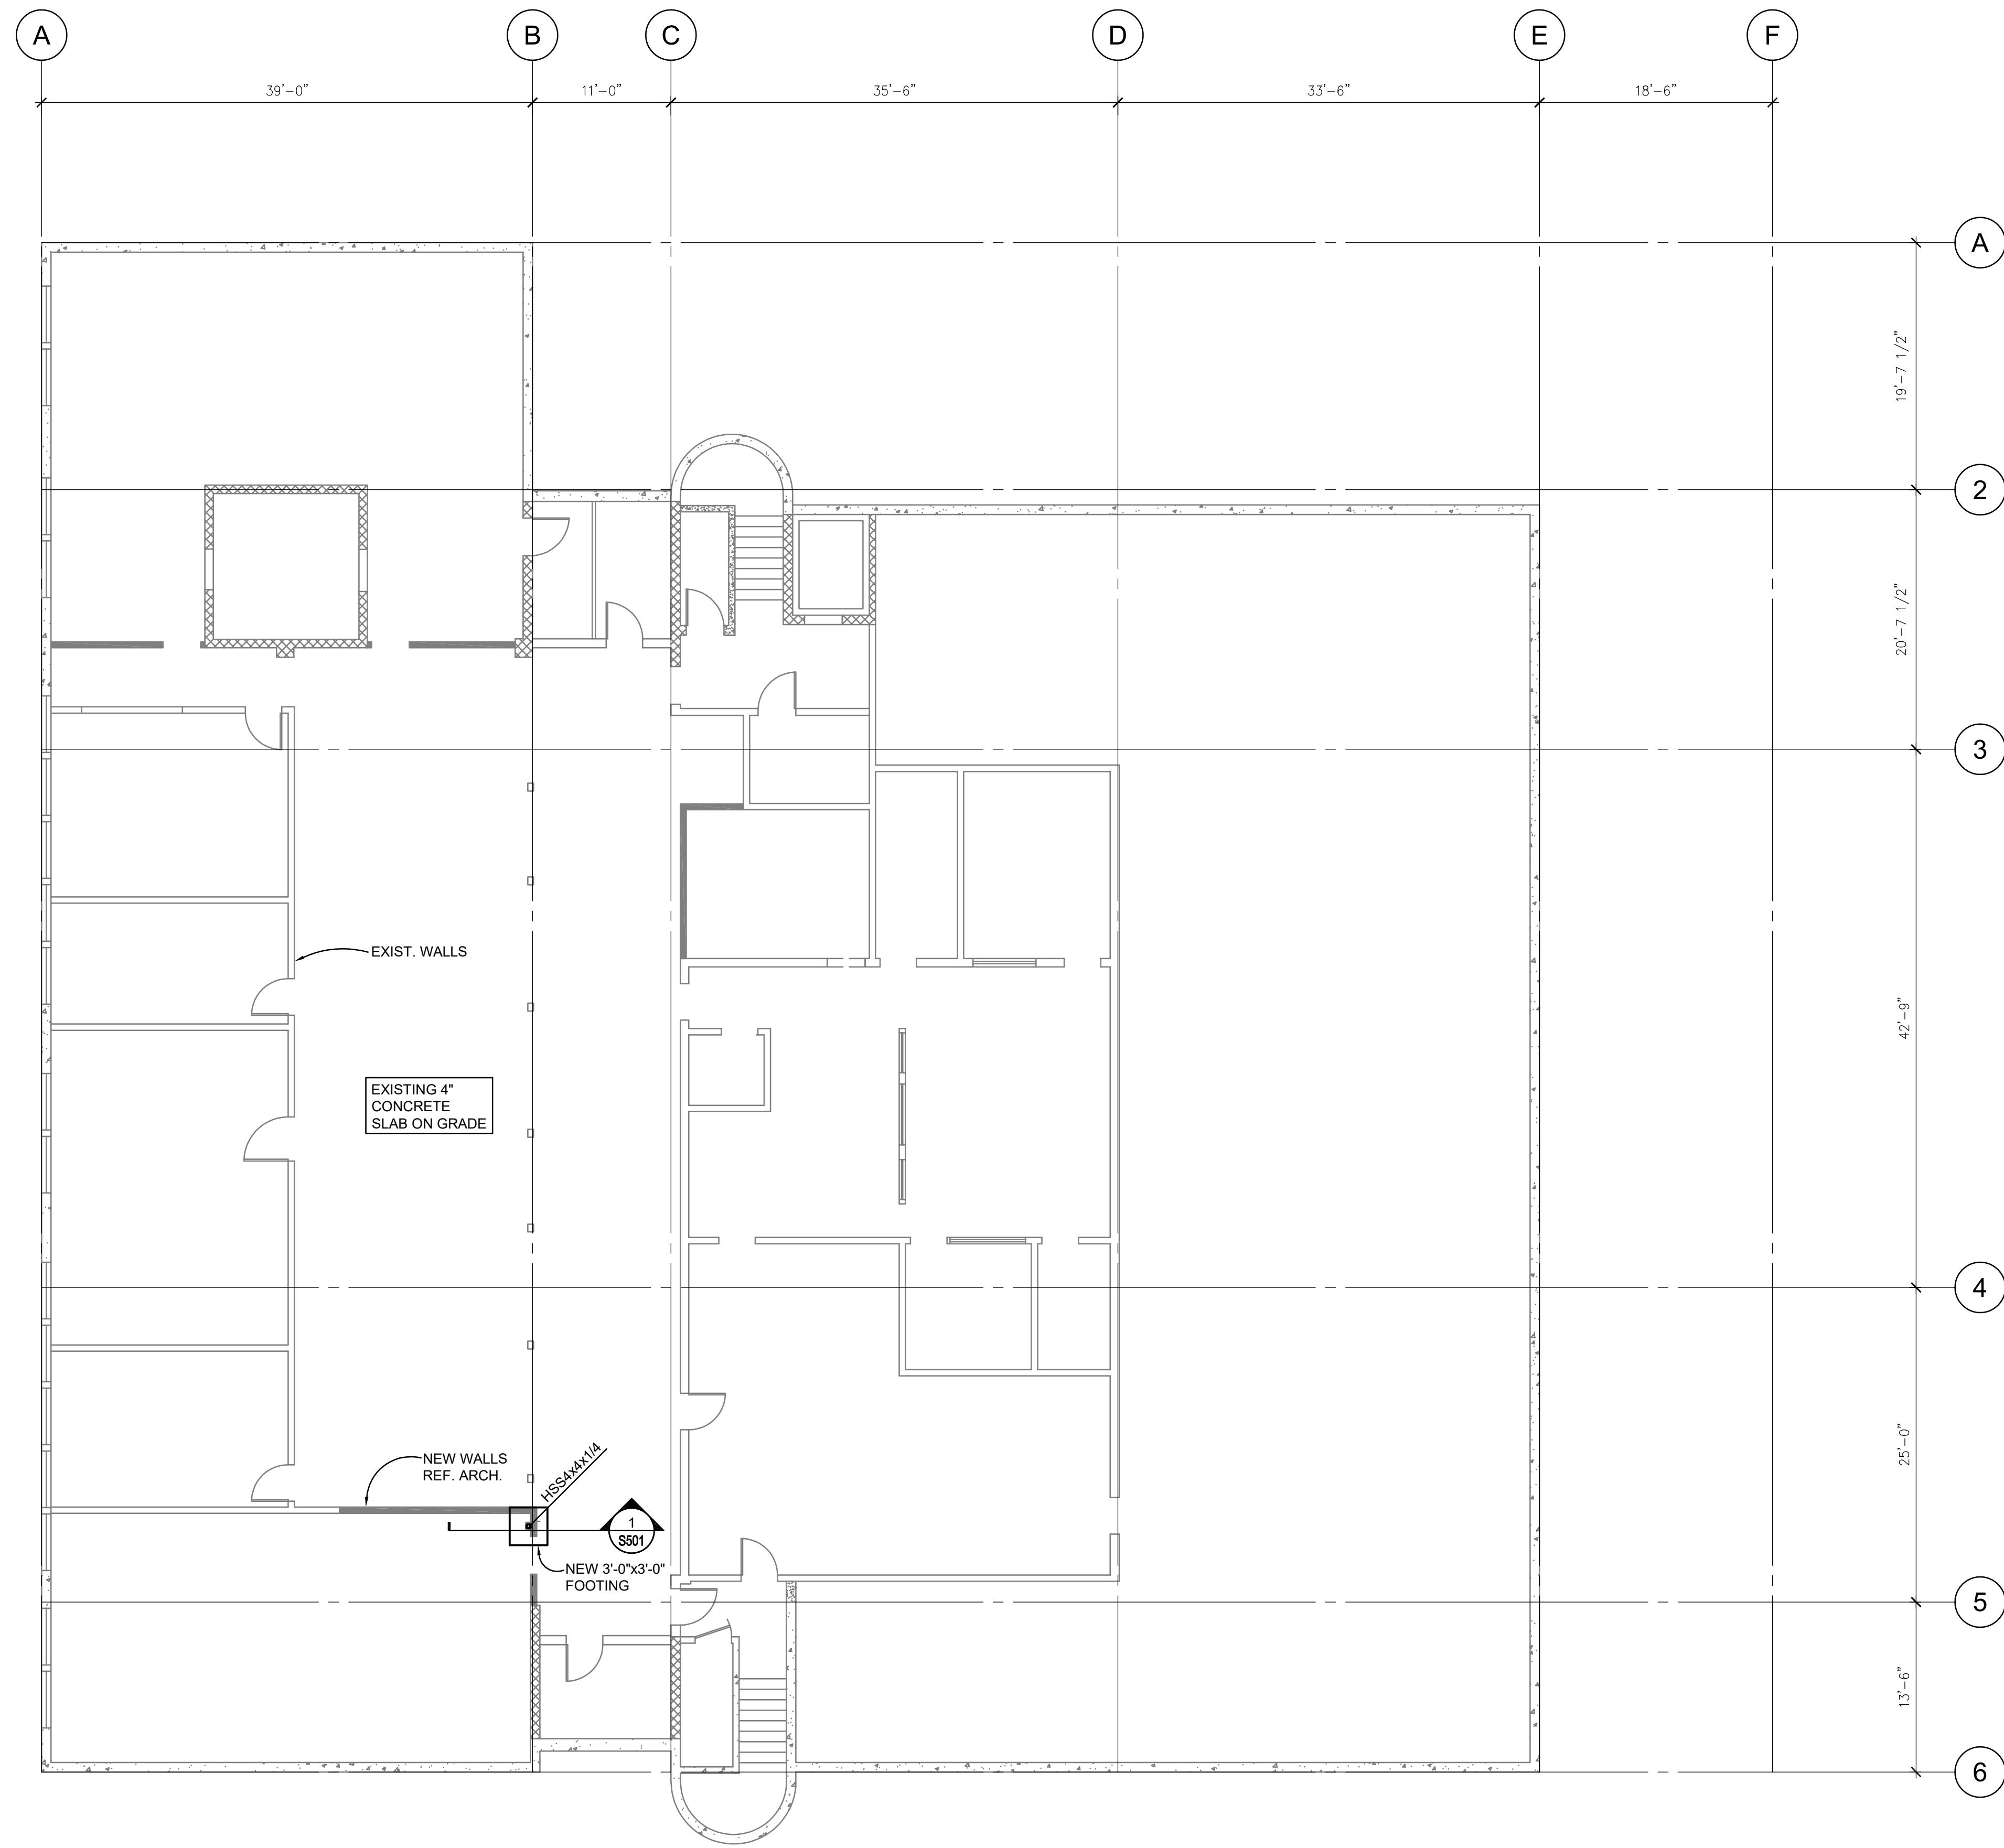 A
B
C
D
E
F
39'-0"
11'-0"
35'-6"
33'-6"
18'-6"
A
19'-7 1/2"
2
20'-7 1/2"
3
EXIST. WALLS
42'-9"
EXISTING 4"
CONCRETE
SLAB ON GRADE
4
NEW WALLS
REF. ARCH.
HSS4x4x1/4
25'-0"
1
S501
NEW 3'-0"x3'-0"
FOOTING
5
13'-6"
6